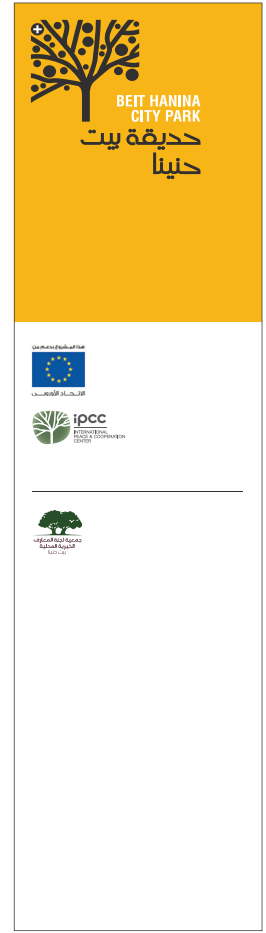 BEIT HANINA
CITY PARK
حديقة بيت
حنينا
هذا المشروع بدعم من
الاتحاد الأوروبي
ipcc
INTERNATIONAL
PEACE & COOPERATION
CENTER
جمعية لجنة المعارف
الخيرية المحلية
بيت حنينا